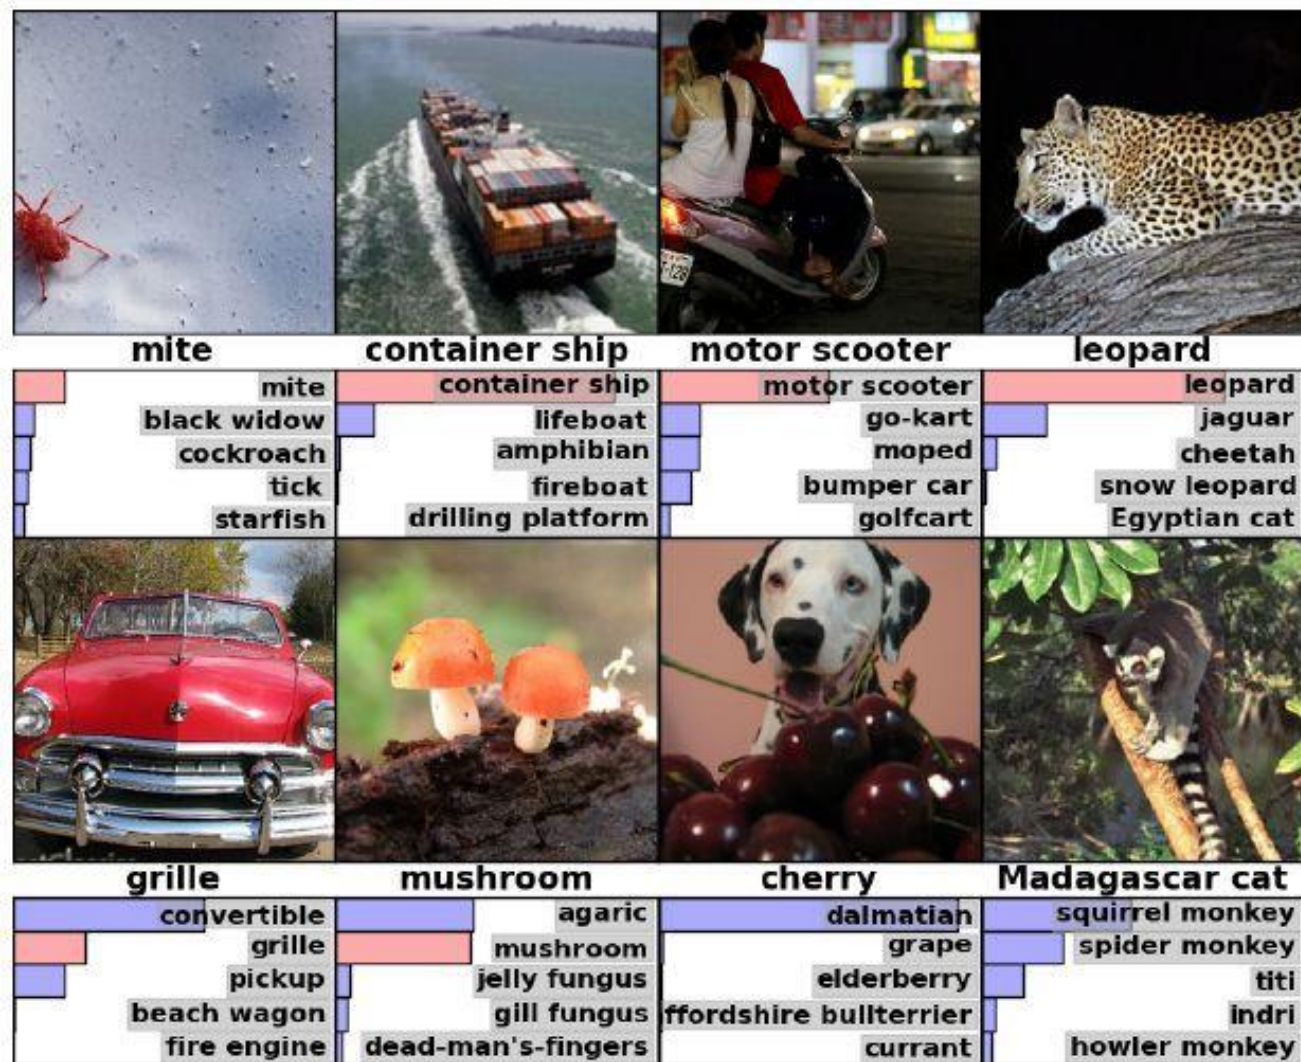 mite container ship motor scooter leopard
mite container ship motor scooter leopard
black widow lifeboat go-kart jaguar
cockroach amphibian moped cheetah
tick fireboat bumper car snow leopard
starfish drilling platform golfcart Egyptian cat
grille mushroom cherry Madagascar cat
convertible agaric dalmatian squirrel monkey
grille mushroom grape spider monkey
pickup jelly fungus elderberry titi
beach wagon gill fungus ffordshire bullterrier indri
fire engine dead-man's-fingers currant howler monkey